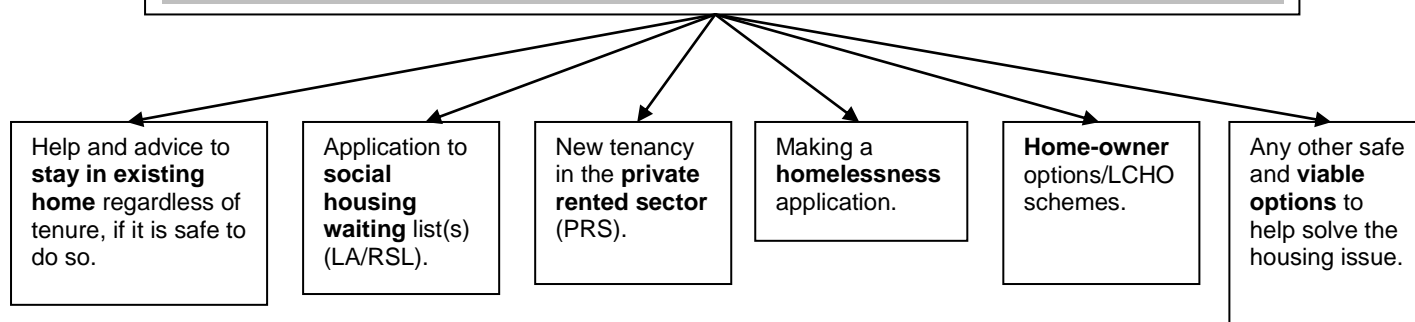 Help and advice to
stay in existing
home regardless of
tenure, if it is safe to
do so.
Application to
social
housing
waiting list(s)
(LA/RSL).
New tenancy
in the private
rented sector
(PRS).
Making a
homelessness
application.
Home-owner
options/LCHO
schemes.
Any other safe
and viable
options to
help solve the
housing issue.